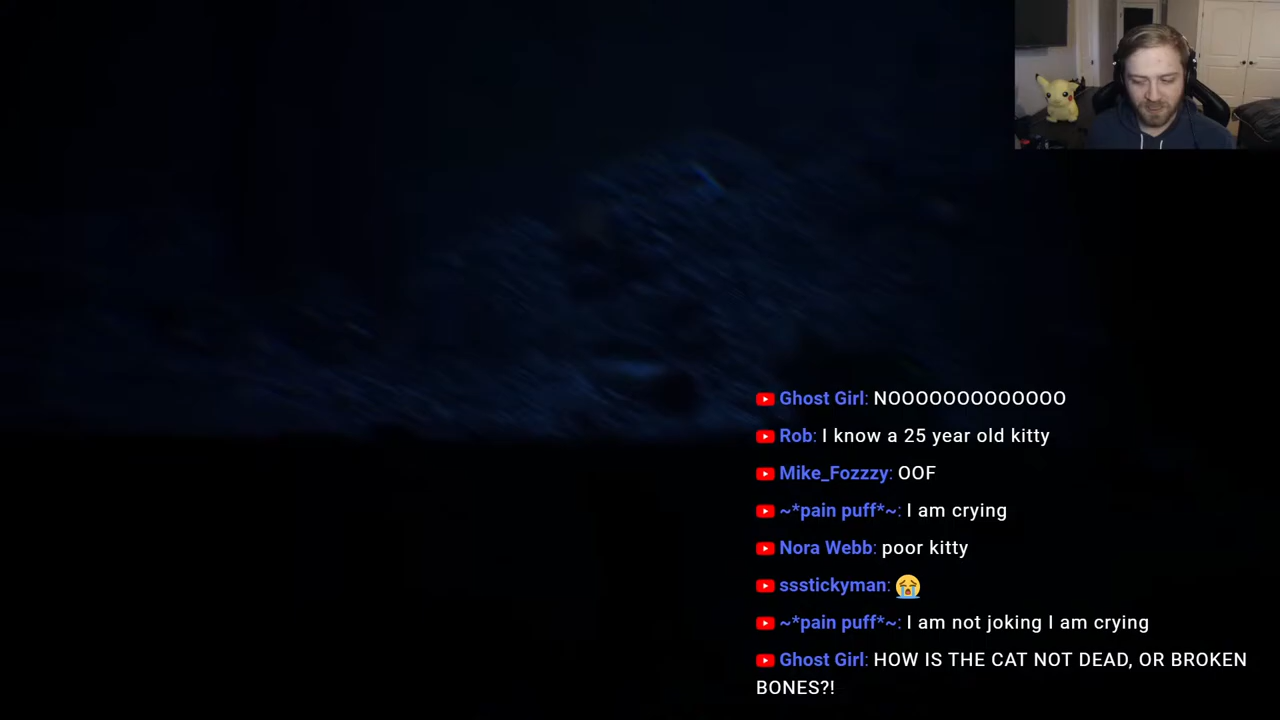 Ghost Girl: NOOOOOOOOOOOOO
Rob: I know a 25 year old kitty
Mike_Fozzzy: OOF
~*pain puff*~: I am crying
Nora Webb: poor kitty
ssstickyman: 😭
~*pain puff*~: I am not joking I am crying
Ghost Girl: HOW IS THE CAT NOT DEAD, OR BROKEN
BONES?!